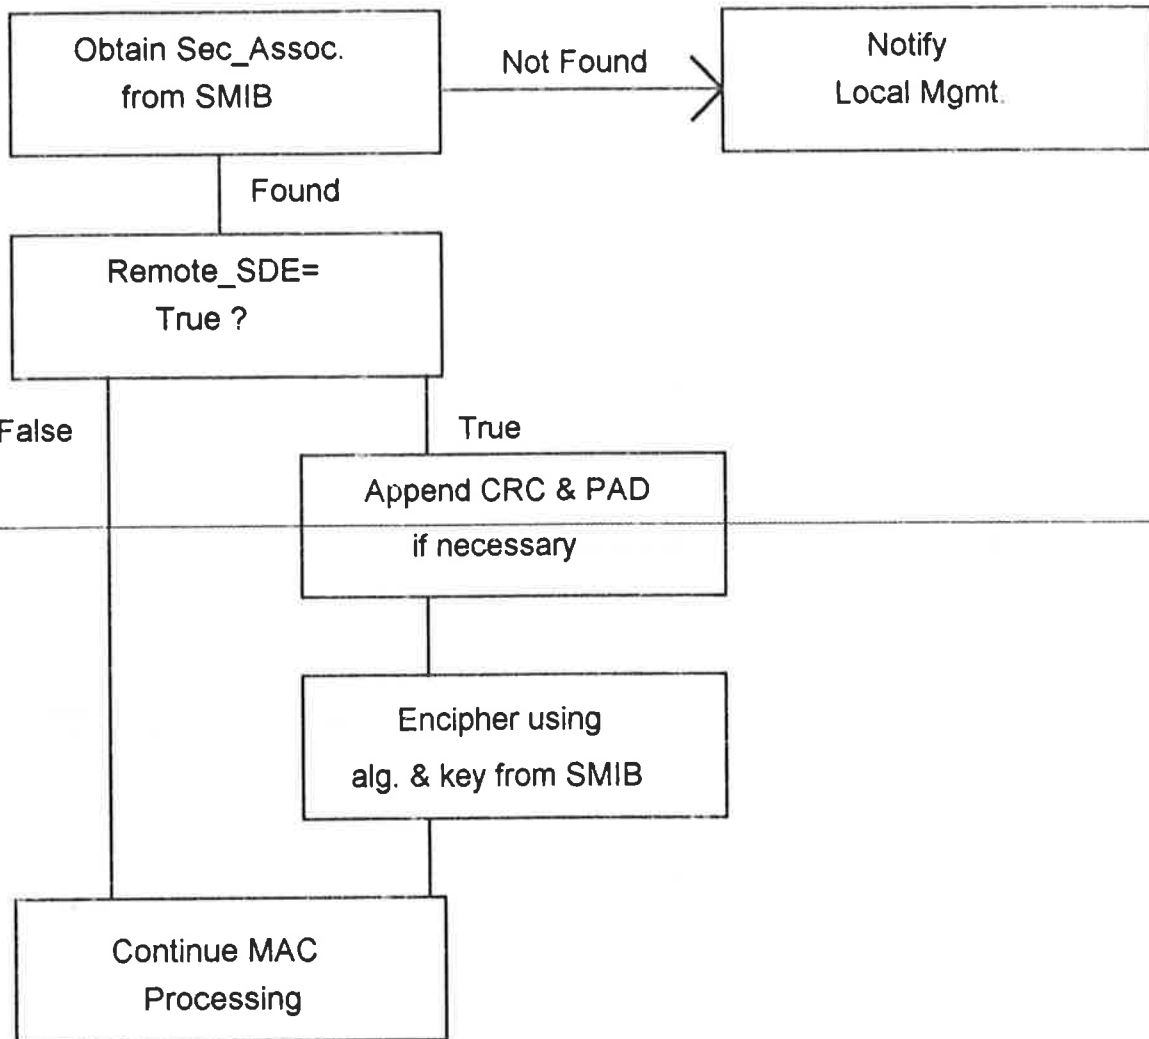 Obtain Sec_Assoc.
from SMIB
Not Found
Notify
Local Mgmt.
Found
Remote_SDE=
True ?
False
True
Append CRC & PAD
if necessary
Encipher using
alg. & key from SMIB
Continue MAC
Processing